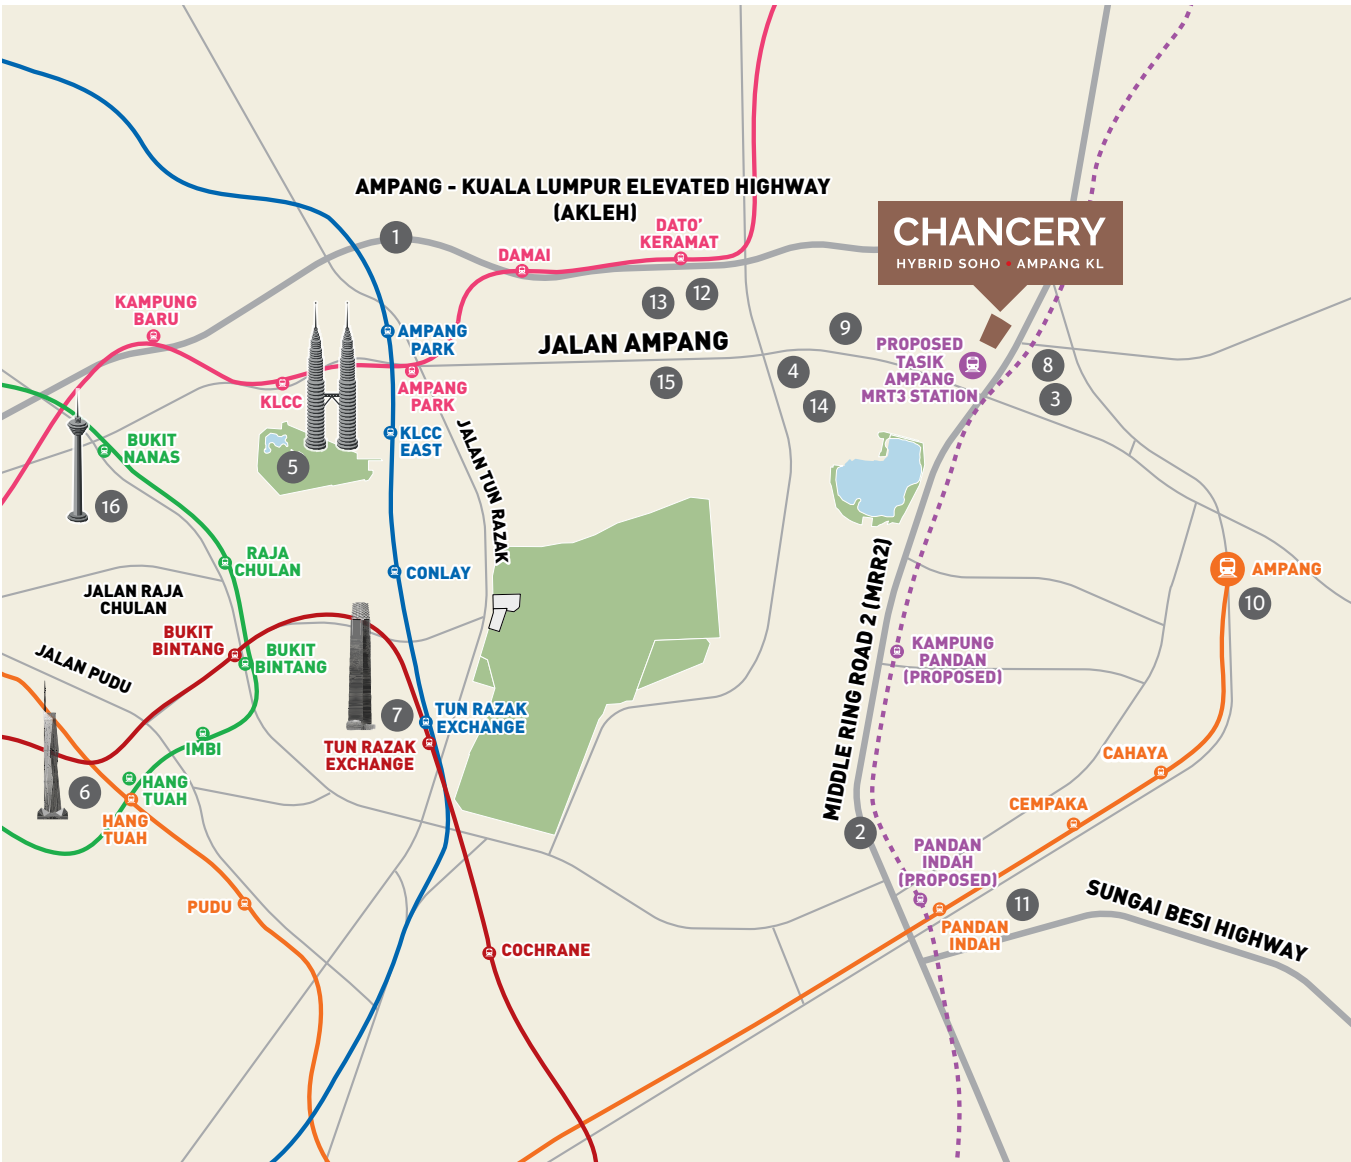 AMPANG - KUALA LUMPUR ELEVATED HIGHWAY
(AKLEH)
1
DAMAI
DATO'
KERAMAT
CHANCERY
HYBRID SOHO • AMPANG KL
KAMPUNG
BARU
13
12
AMPANG
PARK
JALAN AMPANG
9
PROPOSED
TASIK
AMPANG
MRT3 STATION
8
3
4
14
15
KLCC
AMPANG
PARK
KLCC
EAST
JALAN TUN RAZAK
BUKIT
NANAS
5
16
RAJA
CHULAN
CONLAY
AMPANG
10
JALAN RAJA
CHULAN
BUKIT
BINTANG
BUKIT
BINTANG
JALAN PUDU
MIDDLE RING ROAD 2 (MRR2)
KAMPUNG
PANDAN
(PROPOSED)
7
TUN RAZAK
EXCHANGE
TUN RAZAK
EXCHANGE
IMBI
CAHAYA
6
HANG
TUAH
HANG
TUAH
CEMPAKA
2
PANDAN
INDAH
(PROPOSED)
11
SUNGAI BESI HIGHWAY
PUDU
PANDAN
INDAH
COCHRANE